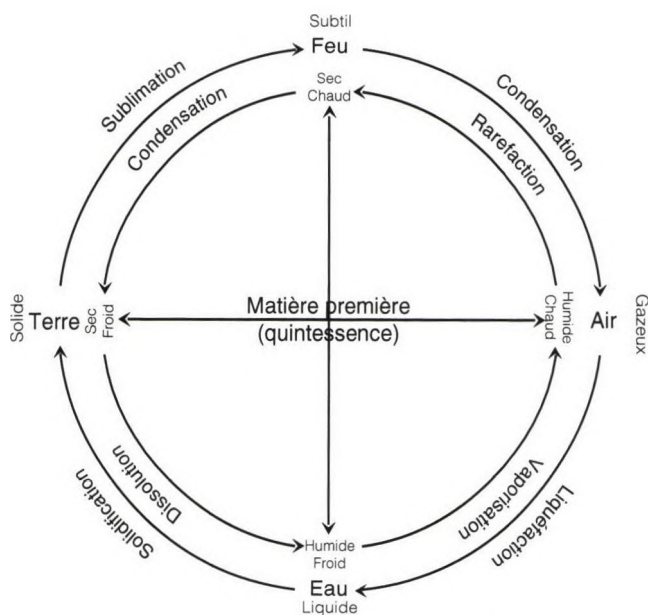 Subtil
Feu
Sec
Chaud
Sublimation
Condensation
Condensation
Rarefaction
Solide
Terre
Sec
Froid
Matière première
(quintessence)
Humide
Chaud
Air
Gazeux
Solidification
Dissolution
Vaporisation
Liquéfaction
Humide
Froid
Eau
Liquide